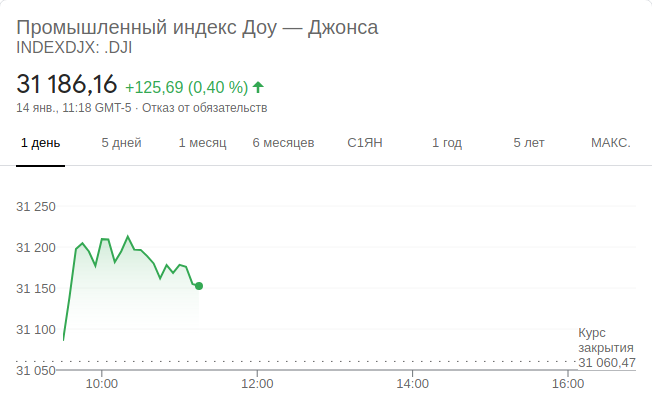 Промышленный индекс Доу — Джонса
INDEXDJX: .DJI
31 186,16 +125,69 (0,40 %)
14 янв., 11:18 GMT-5 · Отказ от обязательств
1 день 5 дней 1 месяц 6 месяцев С1ЯН 1 год 5 лет МАКС.
31 250
31 200
31 150
31 100
Курс
закрытия
31 060,47
31 050
10:00 12:00 14:00 16:00